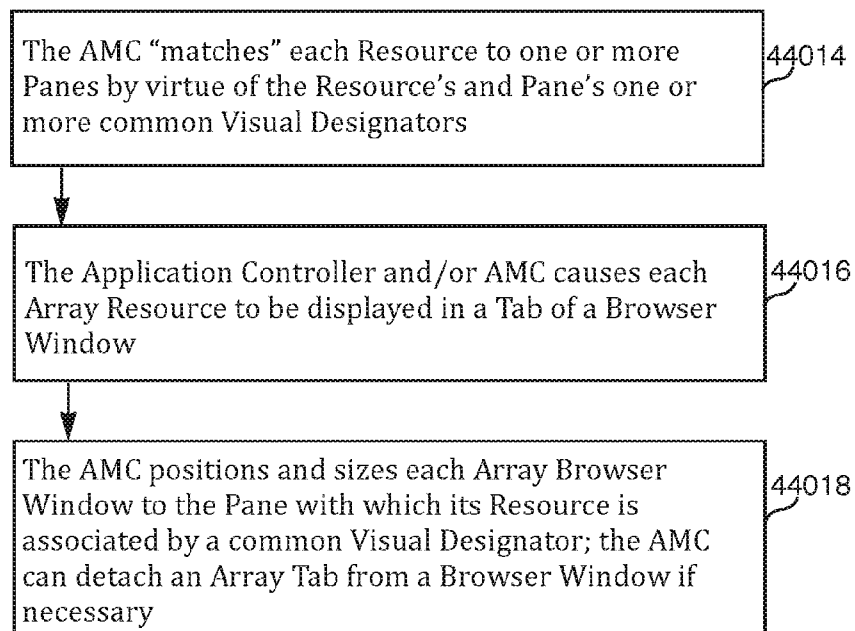 The AMC “matches” each Resource to one or more
Panes by virtue of the Resource’s and Pane’s one or
more common Visual Designators
44014
The Application Controller and/or AMC causes each
Array Resource to be displayed in a Tab of a Browser
Window
44016
The AMC positions and sizes each Array Browser
Window to the Pane with which its Resource is
associated by a common Visual Designator; the AMC
can detach an Array Tab from a Browser Window if
necessary
44018